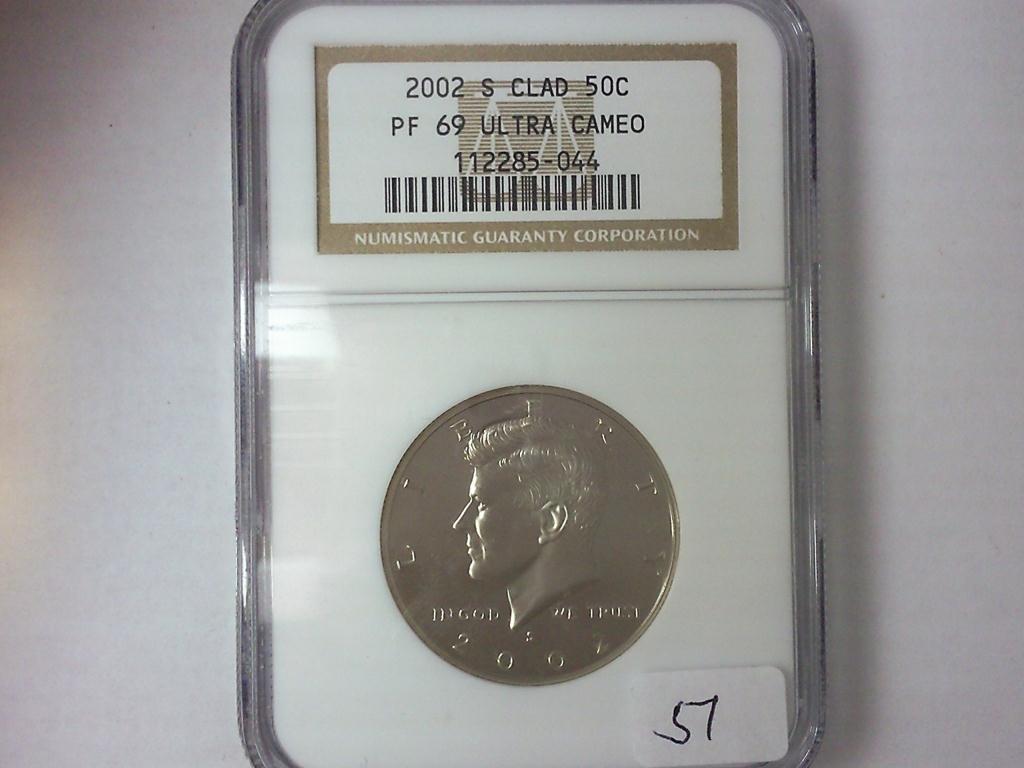 2002 S CLAD 50C
PF 69 ULTRA CAMEO
112285-044
NUMISMATIC GUARANTY CORPORATION
LIBERTY
IN GOD WE TRUST
S
2002
57